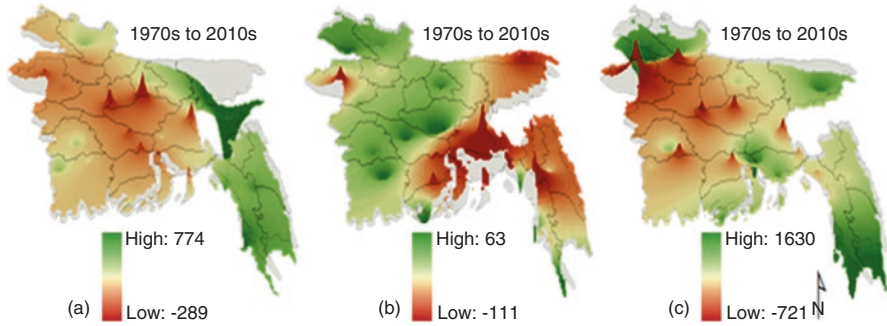 1970s to 2010s
1970s to 2010s
1970s to 2010s
High: 774
High: 63
High: 1630
(a)
Low: -289
(b)
Low: -111
(c)
Low: -721
N